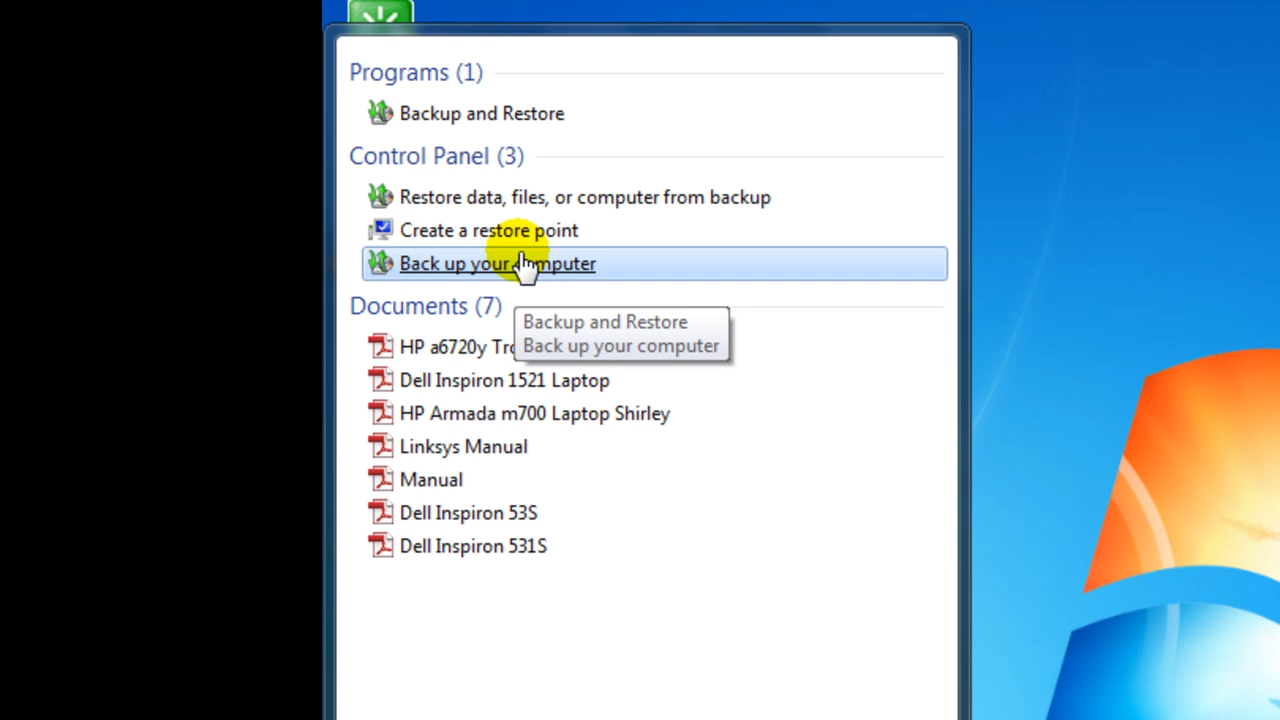 Programs (1)
Backup and Restore
Control Panel (3)
Restore data, files, or computer from backup
Create a restore point
Back up your computer
Documents (7)
Backup and Restore
Back up your computer
HP a6720y
Dell Inspiron 1521 Laptop
HP Armada m700 Laptop Shirley
Linksys Manual
Manual
Dell Inspiron 53S
Dell Inspiron 531S